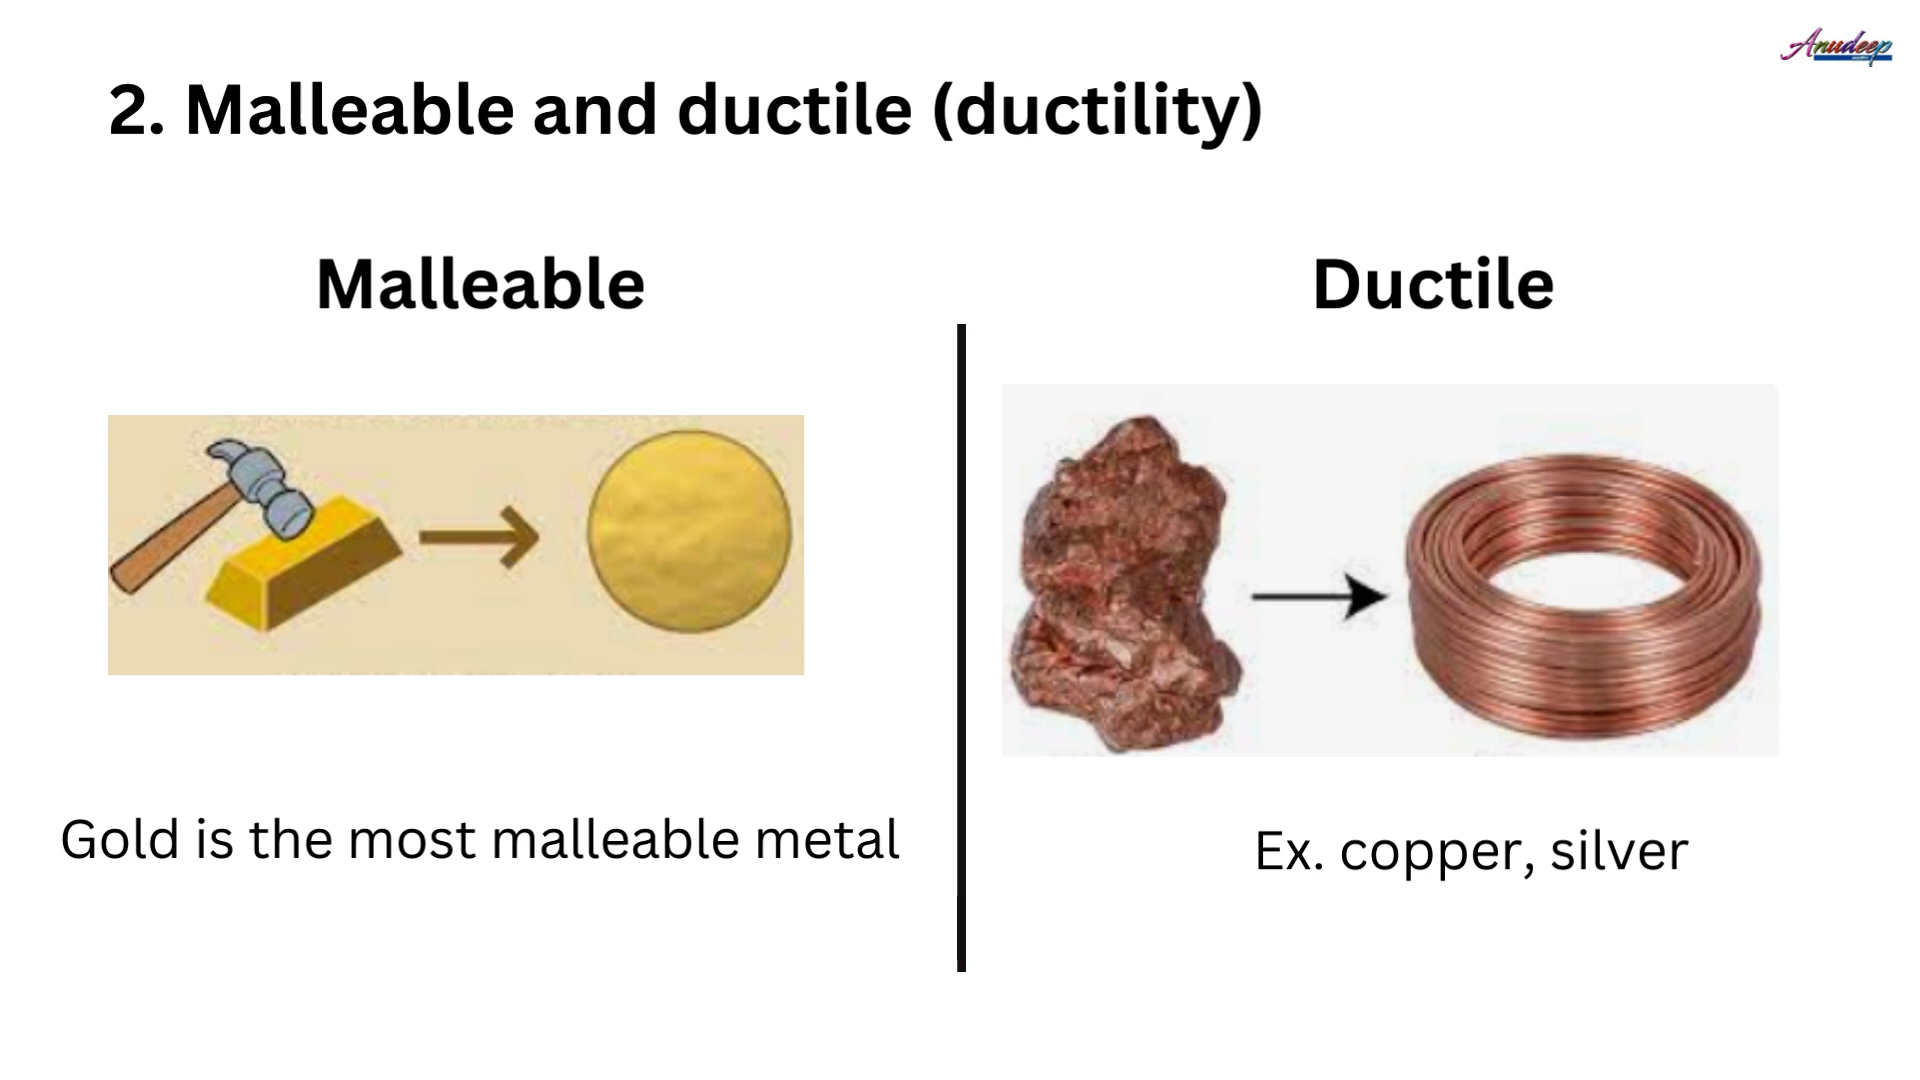 Anudeep
2. Malleable and ductile (ductility)
Malleable
Ductile
Gold is the most malleable metal
Ex. copper, silver